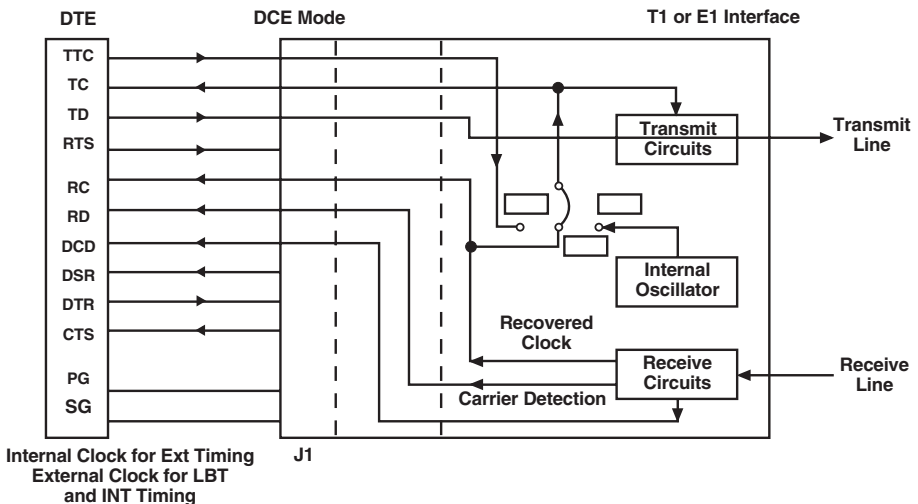 DTE
DCE Mode
T1 or E1 Interface
TTC
TC
TD
RTS
RC
RD
DCD
DSR
DTR
CTS
PG
SG
Transmit
Circuits
Transmit
Line
Internal
Oscillator
Recovered
Clock
Receive
Circuits
Receive
Line
Carrier Detection
J1
Internal Clock for Ext Timing
External Clock for LBT
and INT Timing